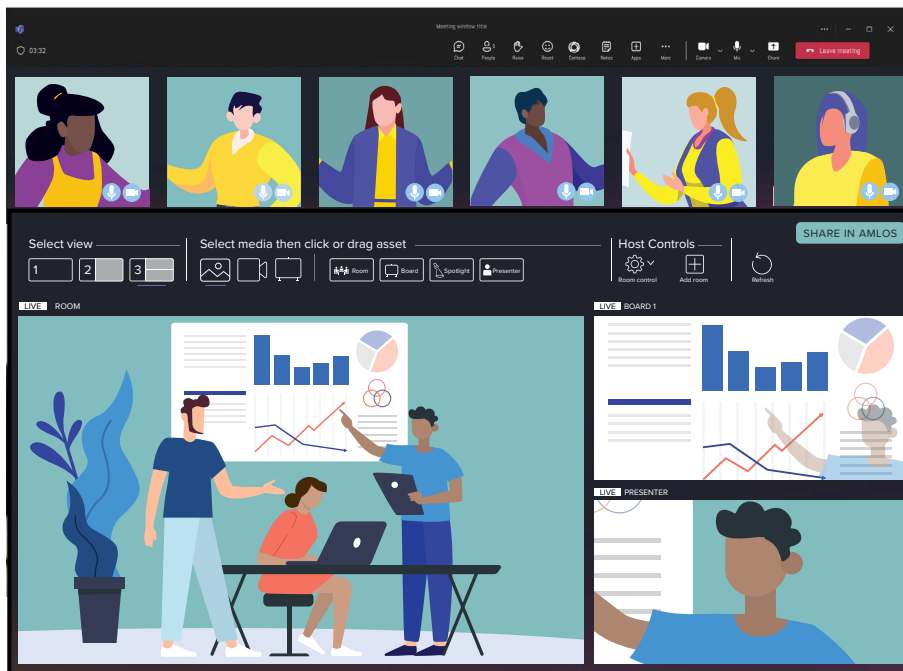 Meeting window title
03:32
Chat People 3 Raise React Contoso Notes Apps More Camera Mic Share Leave meeting
SHARE IN AMLOS
Select view Select media then click or drag asset Host Controls
1 2 3 Room Board Spotlight Presenter
Room control Add room Refresh
LIVE ROOM
LIVE BOARD 1
LIVE PRESENTER